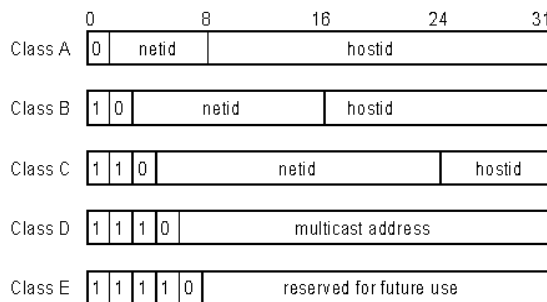 0 8 16 24 31
Class A 0 netid hostid
Class B 1 0 netid hostid
Class C 1 1 0 netid hostid
Class D 1 1 1 0 multicast address
Class E 1 1 1 1 0 reserved for future use